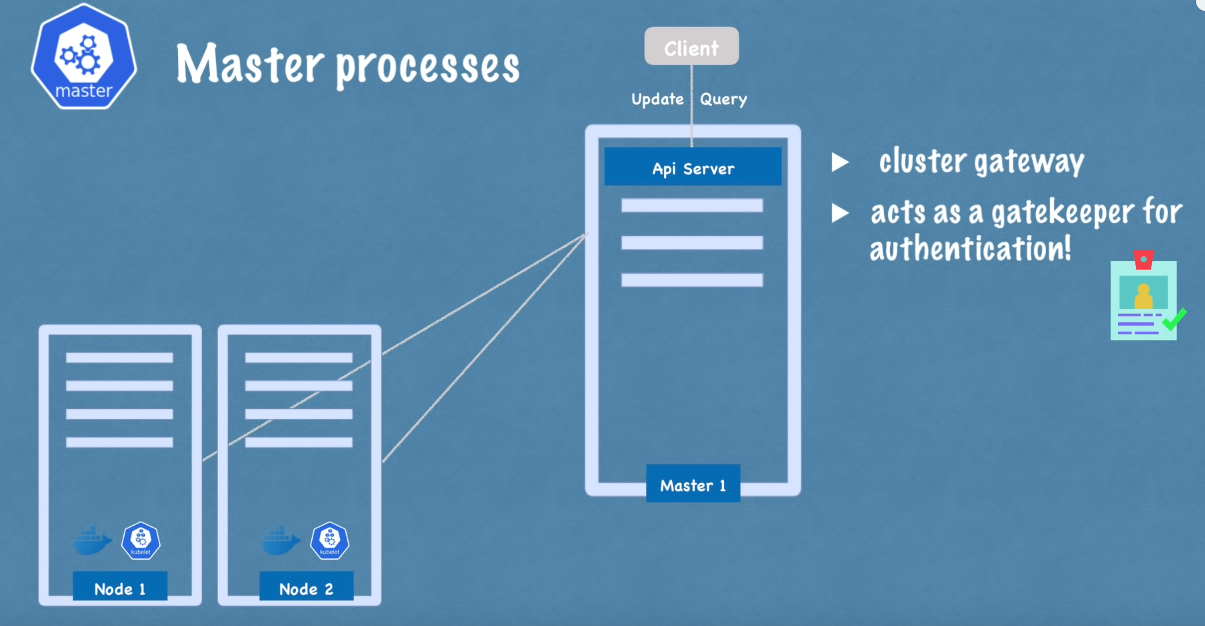 master
Master processes
Client
Update Query
Api Server
cluster gateway
acts as a gatekeeper for
authentication!
Master 1
kubelet
kubelet
Node 1
Node 2